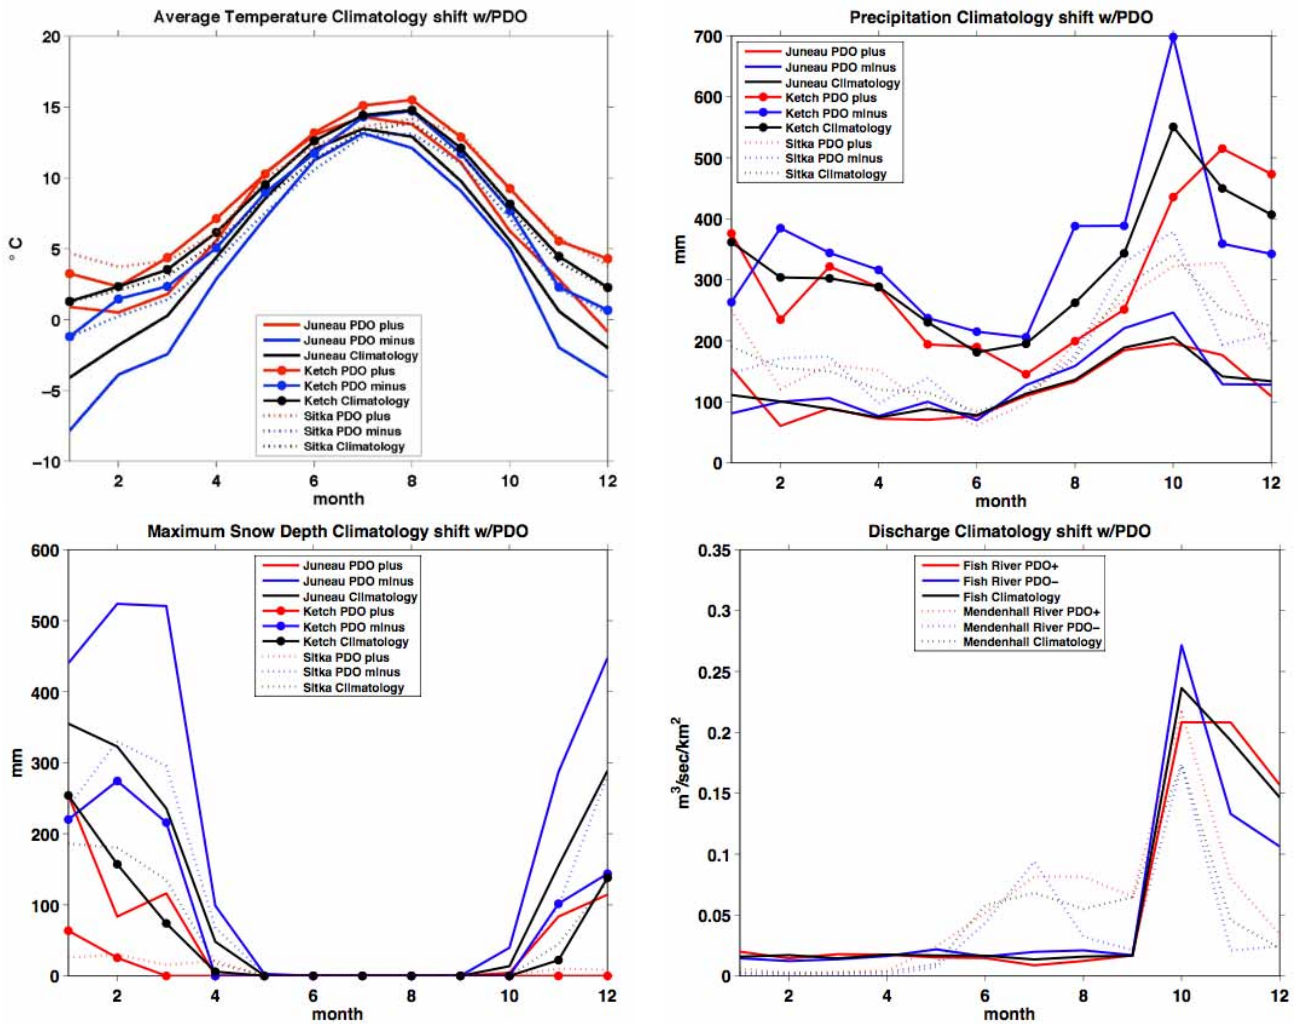 Average Temperature Climatology shift w/PDO
20
15
10
5
0
−5
−10
°C
2
4
6
8
10
12
month
Juneau PDO plus
Juneau PDO minus
Juneau Climatology
Ketch PDO plus
Ketch PDO minus
Ketch Climatology
Sitka PDO plus
Sitka PDO minus
Sitka Climatology
Precipitation Climatology shift w/PDO
700
600
500
400
300
200
100
0
mm
2
4
6
8
10
12
month
Juneau PDO plus
Juneau PDO minus
Juneau Climatology
Ketch PDO plus
Ketch PDO minus
Ketch Climatology
Sitka PDO plus
Sitka PDO minus
Sitka Climatology
Maximum Snow Depth Climatology shift w/PDO
600
500
400
300
200
100
0
mm
2
4
6
8
10
12
month
Juneau PDO plus
Juneau PDO minus
Juneau Climatology
Ketch PDO plus
Ketch PDO minus
Ketch Climatology
Sitka PDO plus
Sitka PDO minus
Sitka Climatology
Discharge Climatology shift w/PDO
0.35
0.3
0.25
0.2
0.15
0.1
0.05
0
m³/sec/km²
2
4
6
8
10
12
month
Fish River PDO+
Fish River PDO−
Fish Climatology
Mendenhall River PDO+
Mendenhall River PDO−
Mendenhall Climatology